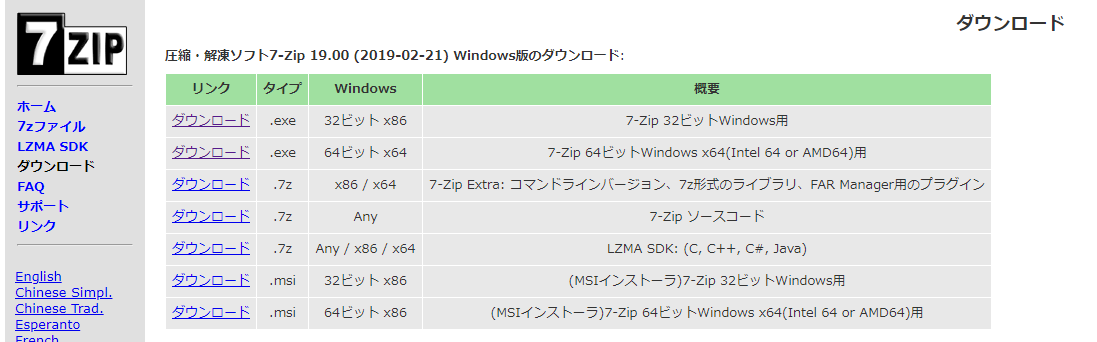 7ZIP
ホーム
7zファイル
LZMA SDK
ダウンロード
FAQ
サポート
リンク
English
Chinese Simpl.
Chinese Trad.
Esperanto
French
ダウンロード
圧縮・解凍ソフト7-Zip 19.00 (2019-02-21) Windows版のダウンロード:
リンク タイプ Windows 概要
ダウンロード .exe 32ビット x86 7-Zip 32ビットWindows用
ダウンロード .exe 64ビット x64 7-Zip 64ビットWindows x64(Intel 64 or AMD64)用
ダウンロード .7z x86 / x64 7-Zip Extra: コマンドラインバージョン、7z形式のライブラリ、FAR Manager用のプラグイン
ダウンロード .7z Any 7-Zip ソースコード
ダウンロード .7z Any / x86 / x64 LZMA SDK: (C, C++, C#, Java)
ダウンロード .msi 32ビット x86 (MSIインストーラ)7-Zip 32ビットWindows用
ダウンロード .msi 64ビット x86 (MSIインストーラ)7-Zip 64ビットWindows x64(Intel 64 or AMD64)用